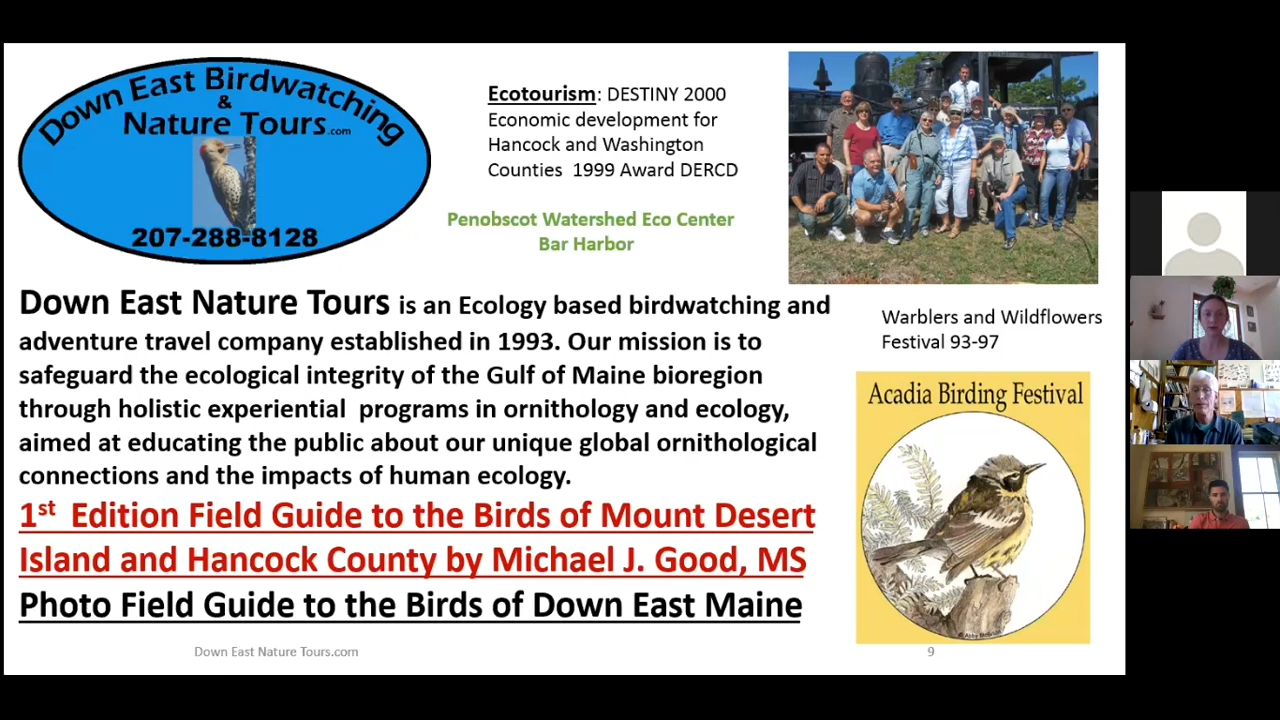 Down East Birdwatching
&
Nature Tours.com
207-288-8128
Ecotourism: DESTINY 2000
Economic development for
Hancock and Washington
Counties 1999 Award DERCD
Penobscot Watershed Eco Center
Bar Harbor
Down East Nature Tours is an Ecology based birdwatching and
adventure travel company established in 1993. Our mission is to
safeguard the ecological integrity of the Gulf of Maine bioregion
through holistic experiential programs in ornithology and ecology,
aimed at educating the public about our unique global ornithological
connections and the impacts of human ecology.
1st Edition Field Guide to the Birds of Mount Desert
Island and Hancock County by Michael J. Good, MS
Photo Field Guide to the Birds of Down East Maine
Warblers and Wildflowers
Festival 93-97
Acadia Birding Festival
Down East Nature Tours.com
9